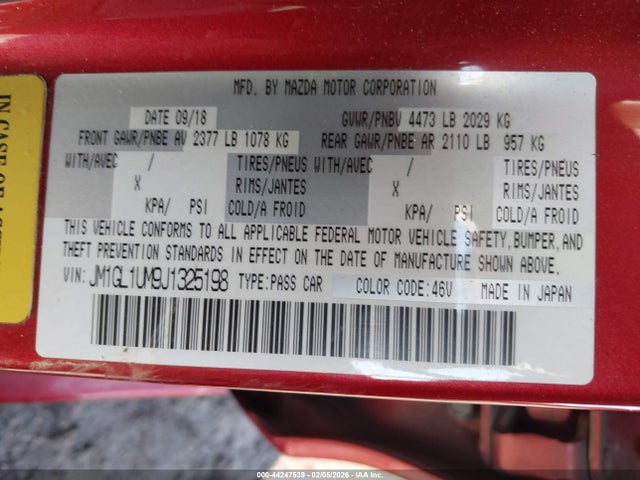 MFD. BY MAZDA MOTOR CORPORATION
DATE 09/18 GVWR/PNBV 4473 LB 2029 KG
FRONT GAWR/PNBE AV 2377 LB 1078 KG REAR GAWR/PNBE AR 2110 LB 957 KG
WITH/AVEC / TIRES/PNEUS WITH/AVEC / TIRES/PNEUS
X RIMS/JANTES X RIMS/JANTES
KPA/ PSI COLD/A FROID KPA/ PSI COLD/A FROID
THIS VEHICLE CONFORMS TO ALL APPLICABLE FEDERAL MOTOR VEHICLE SAFETY, BUMPER, AND
THEFT PREVENTION STANDARDS IN EFFECT ON THE DATE OF MANUFACTURE SHOWN ABOVE.
VIN: JM1GL1UM9J1325198 TYPE: PASS CAR COLOR CODE: 46V MADE IN JAPAN
IN CASE OF
000-44247539 - 02/05/2026 - COPYRIGHT IAA, LLC.